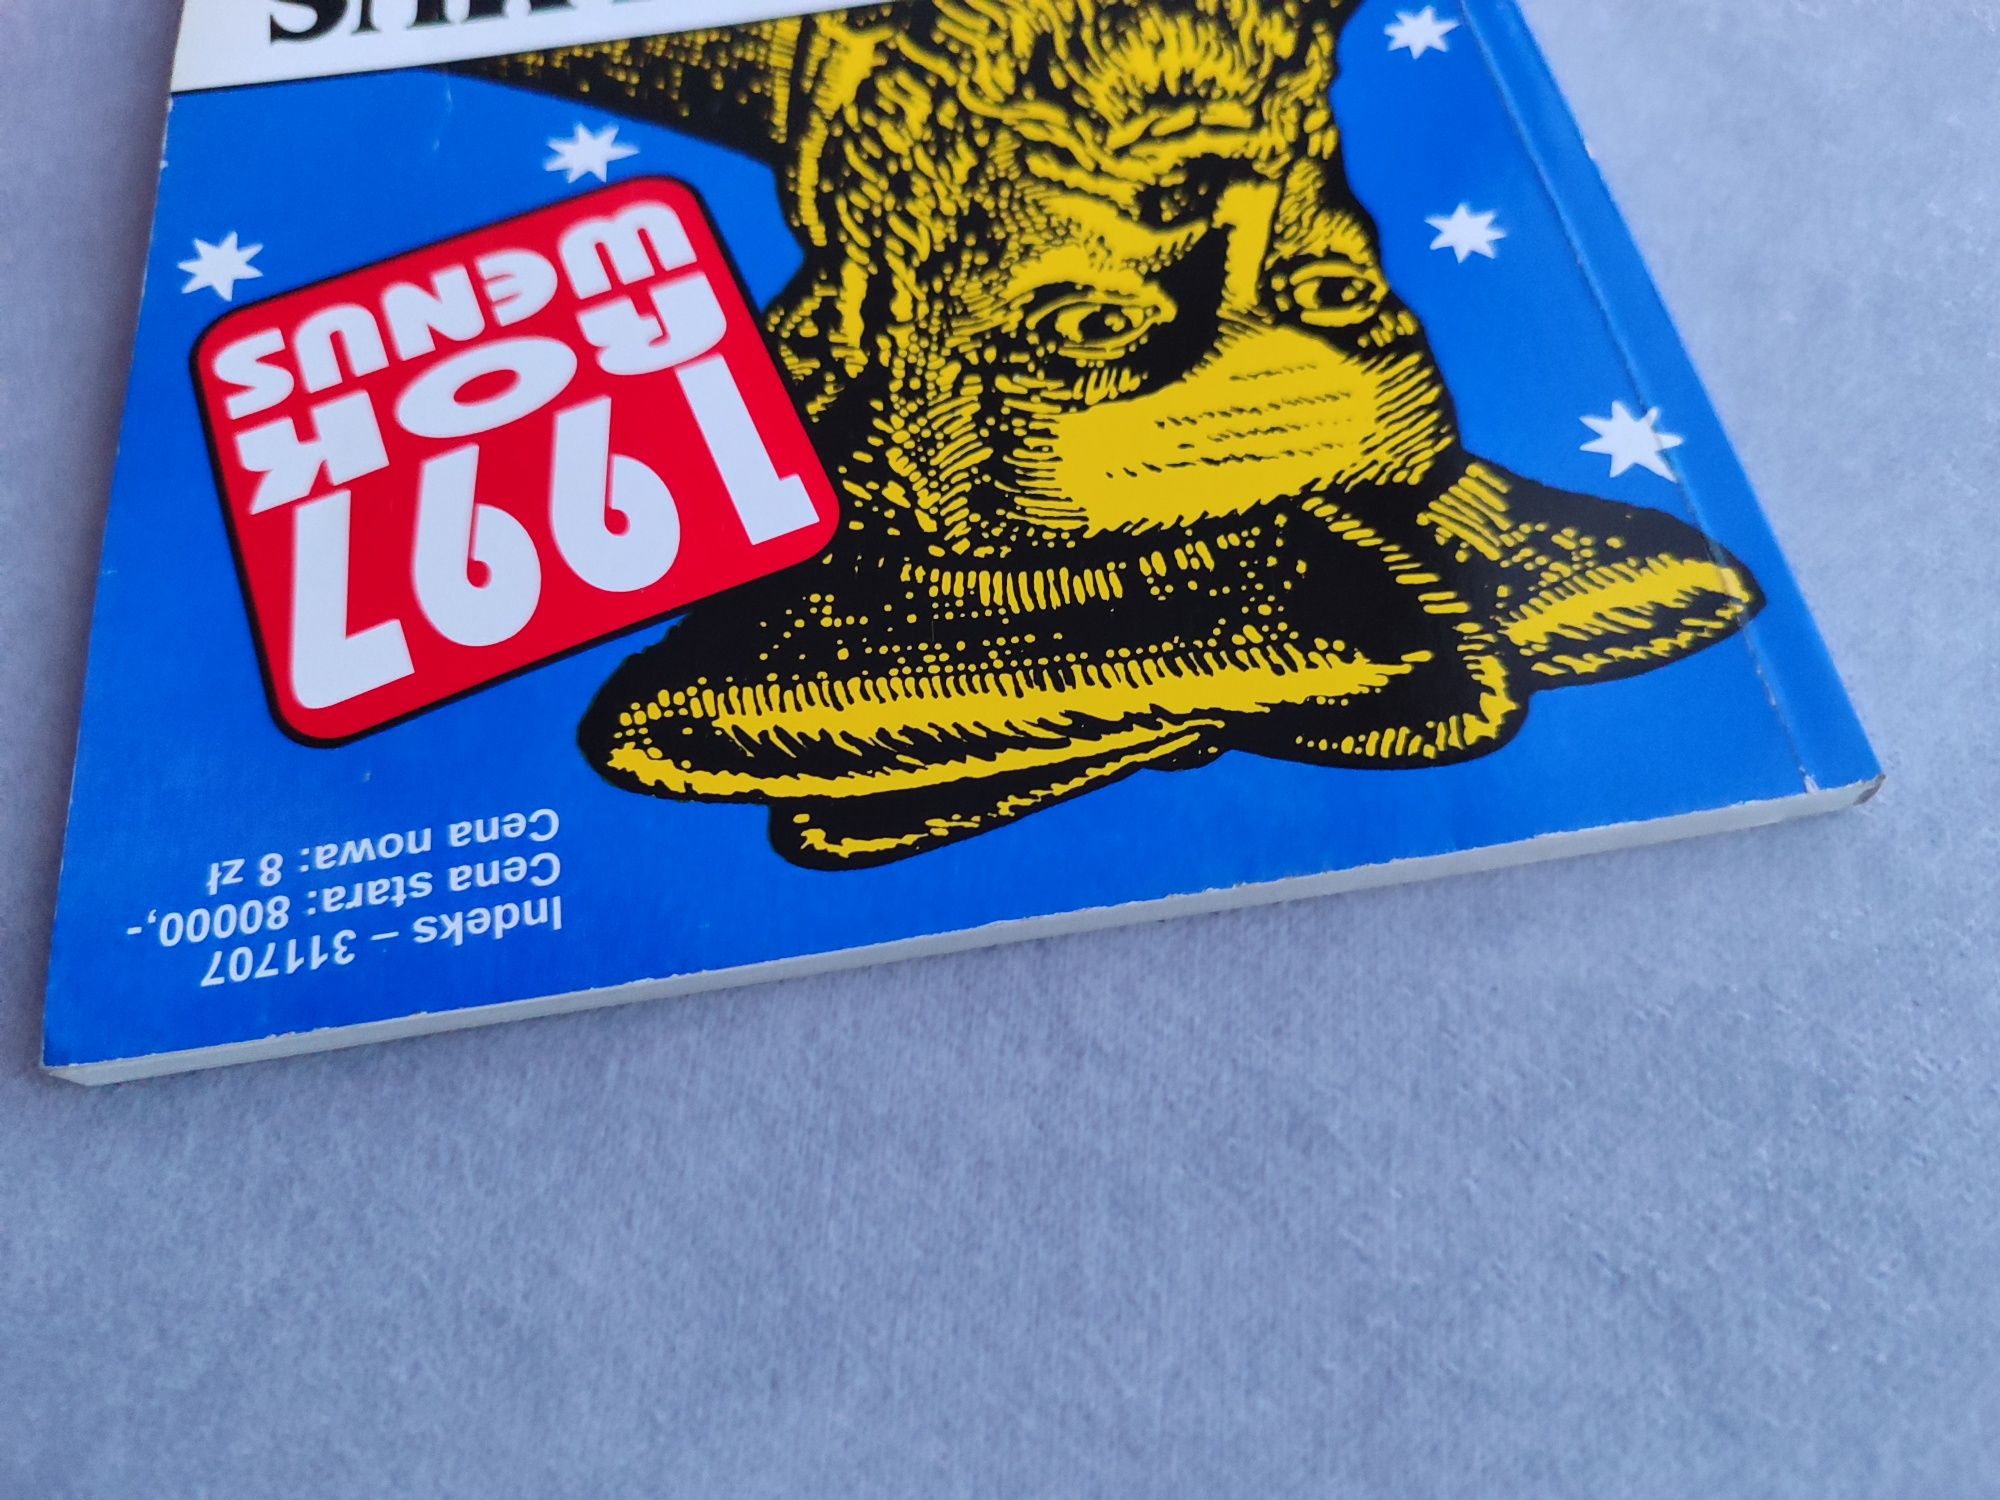 1997
ROK
WENUS
Cena nowa: 8 zł
Cena stara: 80000,-
Indeks – 311707